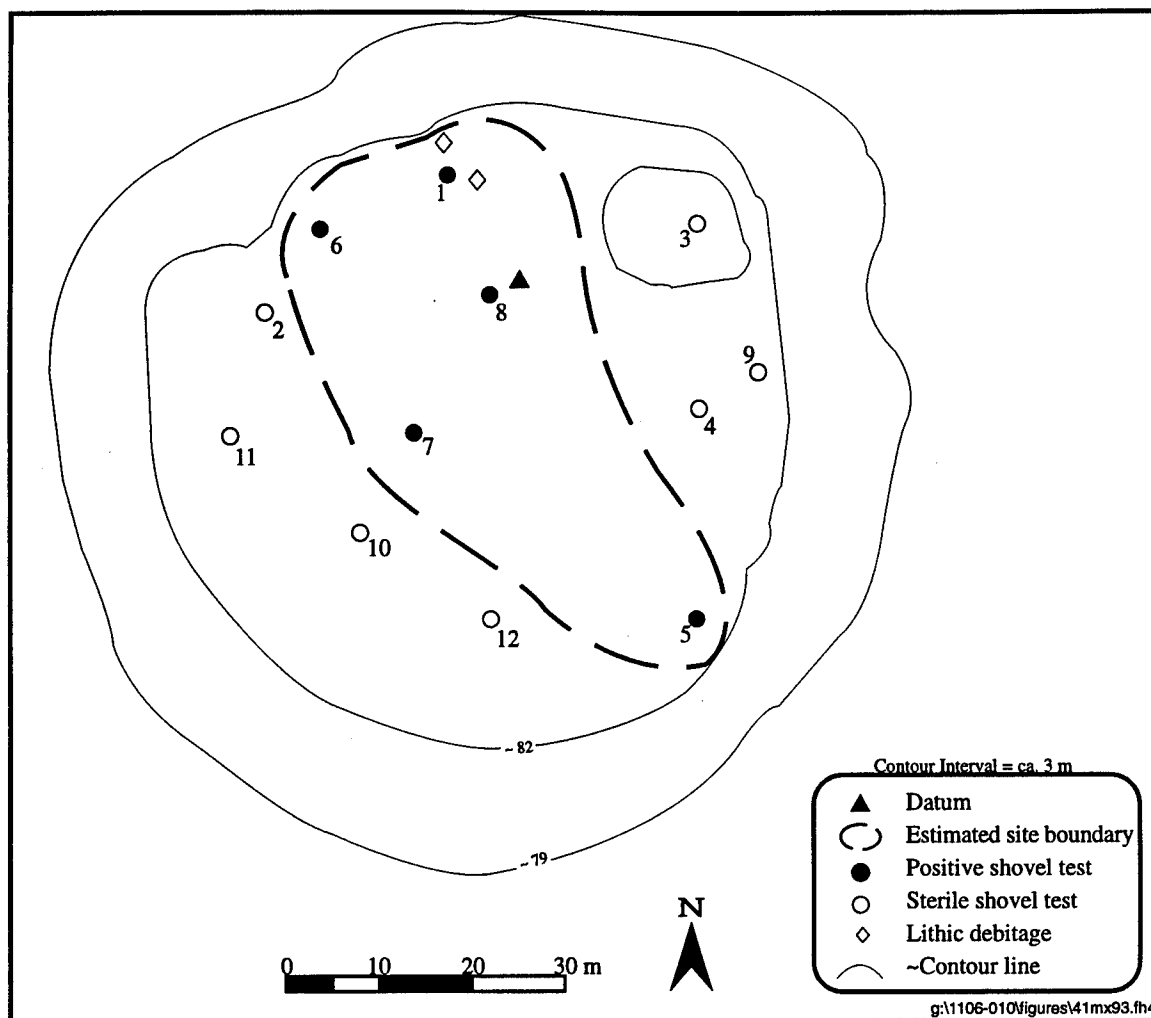 1
6
3
8
2
9
4
7
11
10
5
12
~ 82
~ 79
Contour Interval = ca. 3 m
Datum
Estimated site boundary
Positive shovel test
Sterile shovel test
Lithic debitage
~Contour line
N
0 10 20 30 m
g:\1106-010\figures\41mx93.fh4